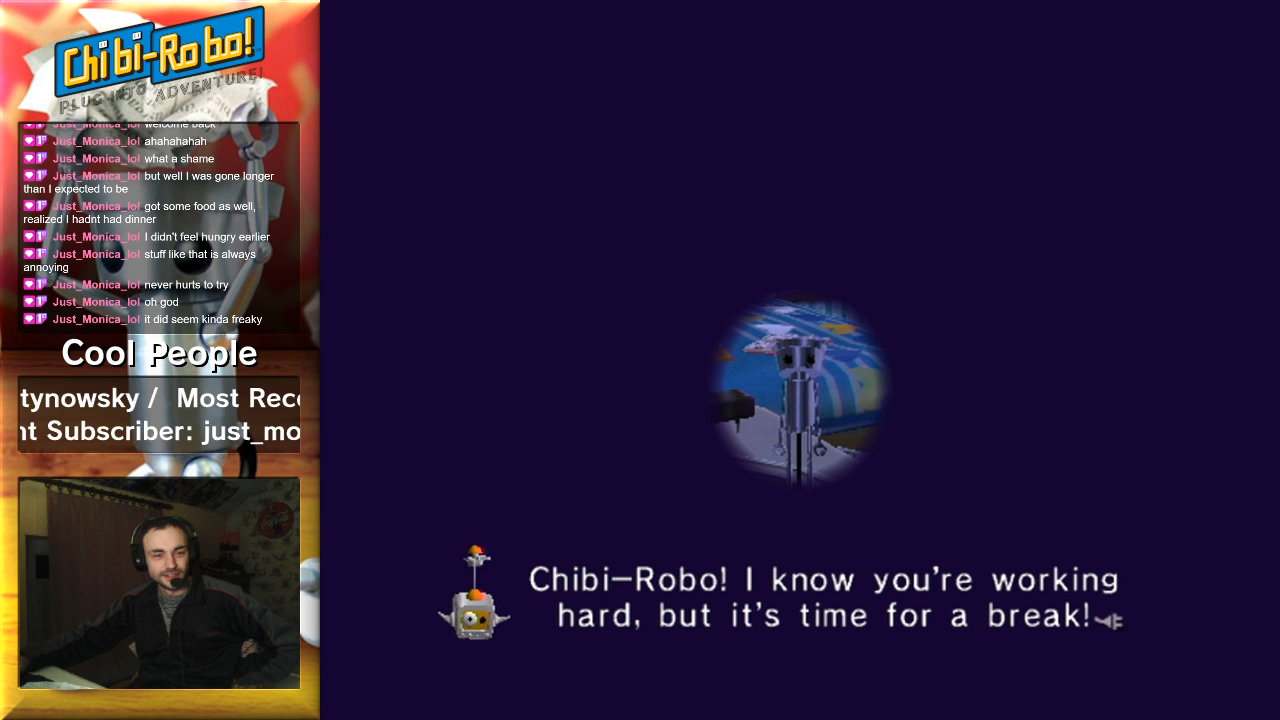 Chibi-Robo!
PLUG INTO ADVENTURE!
Just_Monica_lol welcome back
Just_Monica_lol ahahahahah
Just_Monica_lol what a shame
Just_Monica_lol but well I was gone longer
than I expected to be
Just_Monica_lol got some food as well,
realized I hadnt had dinner
Just_Monica_lol I didn't feel hungry earlier
Just_Monica_lol stuff like that is always
annoying
Just_Monica_lol never hurts to try
Just_Monica_lol oh god
Just_Monica_lol it did seem kinda freaky
Cool People
tynowsky / Most Rec
nt Subscriber: just_mo
Coca-Cola
Chibi-Robo! I know you're working
hard, but it's time for a break!